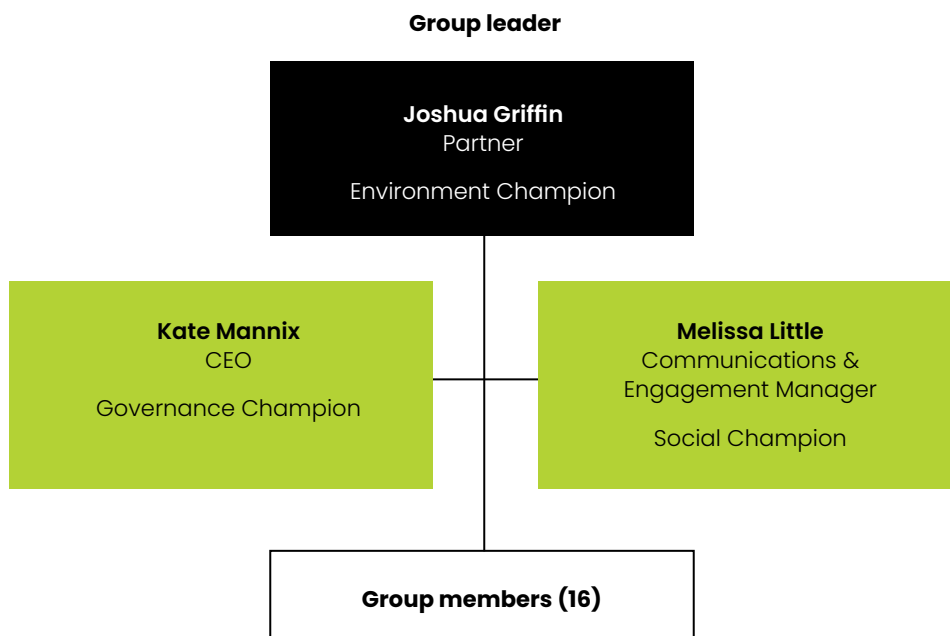 Group leader
Joshua Griffin
Partner
Environment Champion
Kate Mannix
CEO
Governance Champion
Melissa Little
Communications &
Engagement Manager
Social Champion
Group members (16)